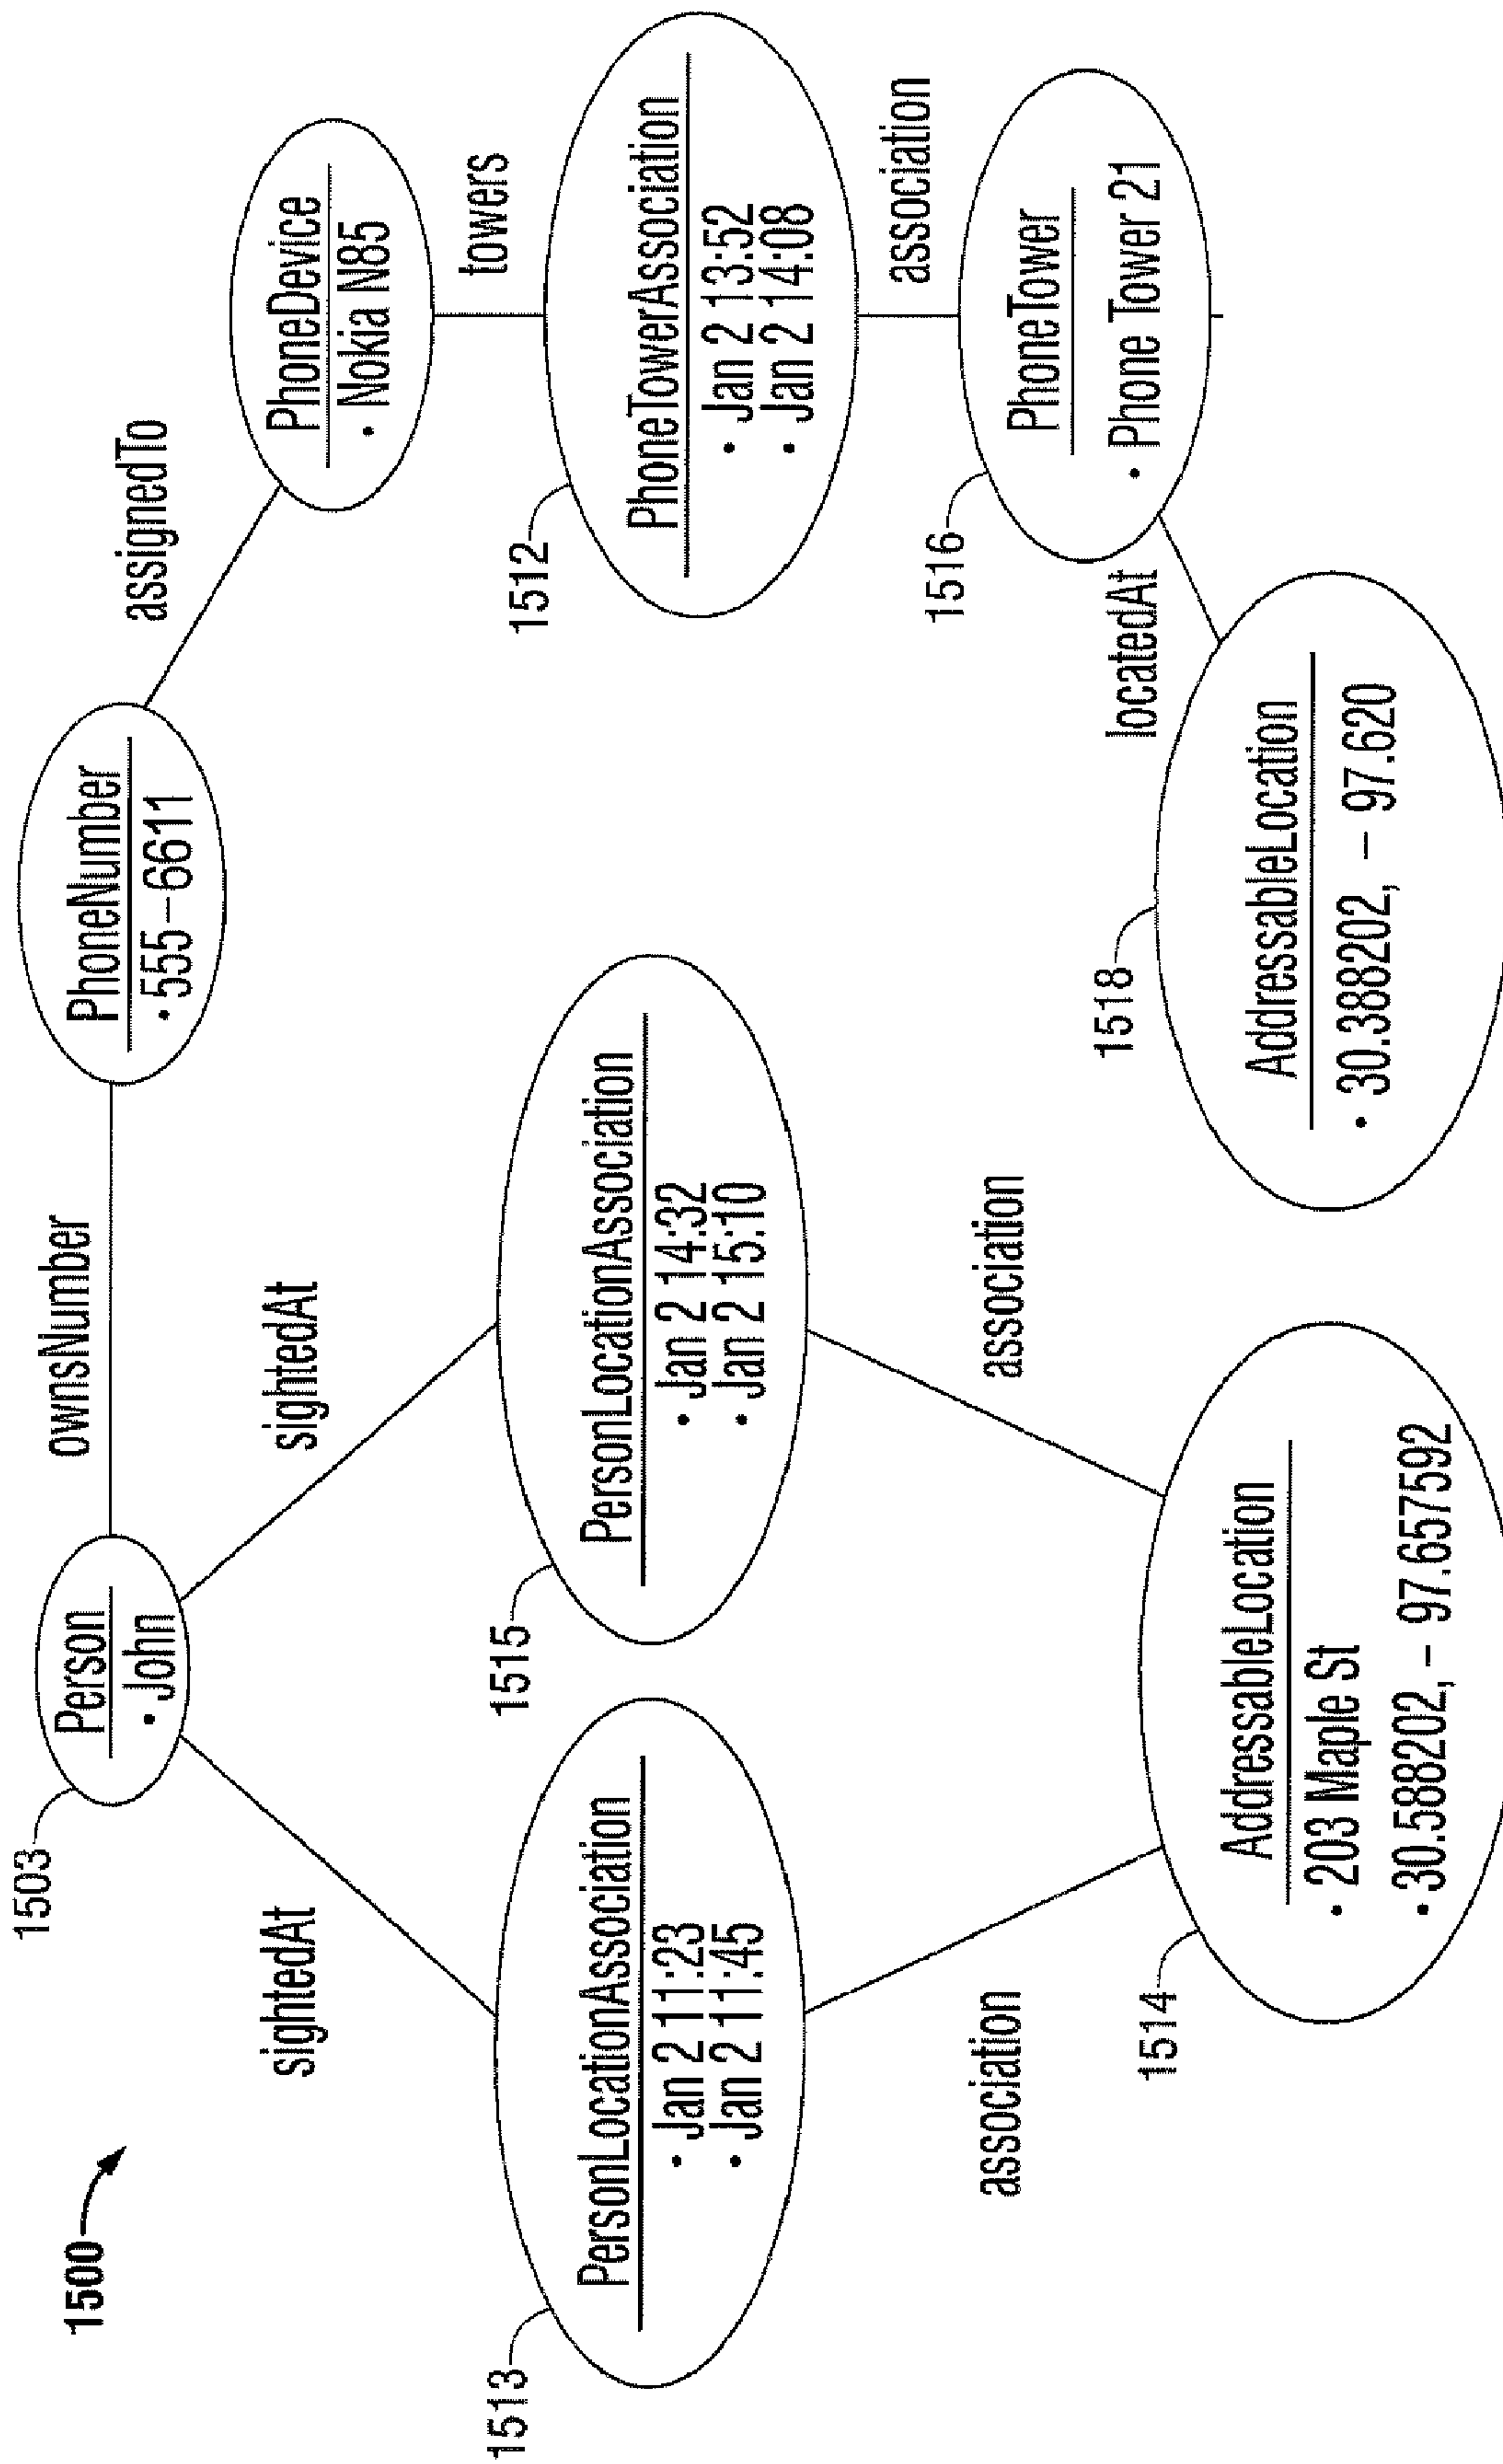 1500
1503
Person
• John
ownsNumber
PhoneNumber
• 555-6611
assignedTo
PhoneDevice
• Nokia N85
towers
sightedAt
sightedAt
1513
PersonLocationAssociation
• Jan 2 11:23
• Jan 2 11:45
1515
PersonLocationAssociation
• Jan 2 14:32
• Jan 2 15:10
1512
PhoneTowerAssociation
• Jan 2 13:52
• Jan 2 14:08
association
association
association
1514
AddressableLocation
• 203 Maple St
• 30.58202, – 97.657592
1518
AddressableLocation
• 30.388202, – 97.620
locatedAt
1516
PhoneTower
• Phone Tower 21